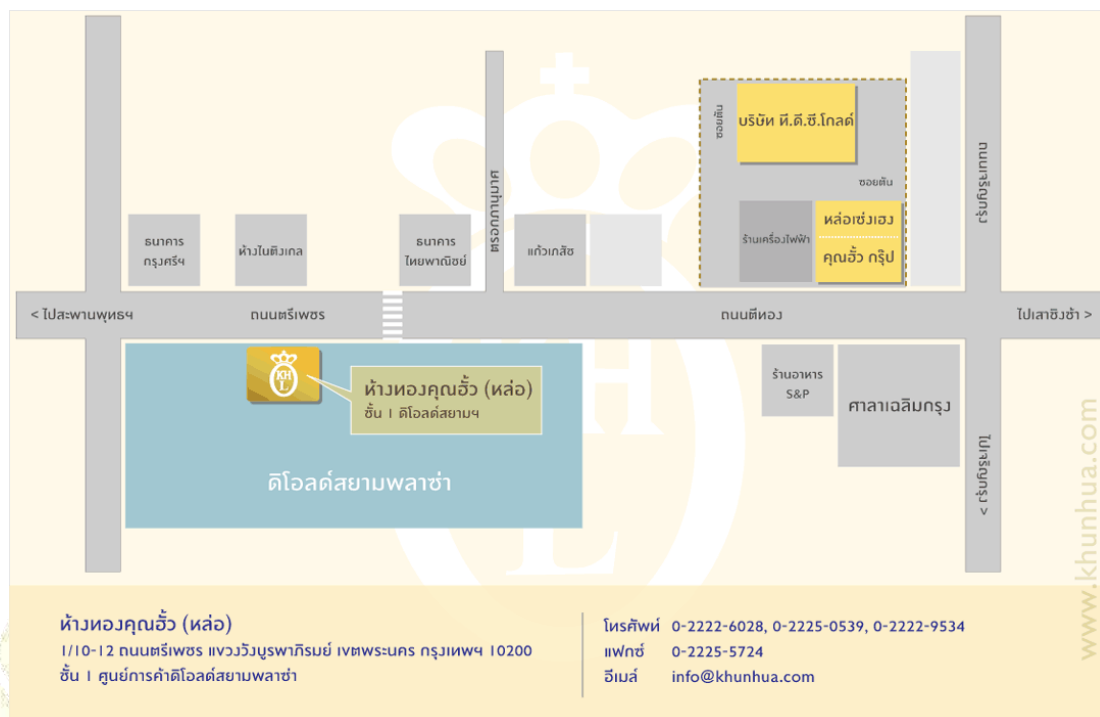 บริษัท ที.ดี.ซี.โกลด์
ซอยตัน
ซอยตัน
ถนนเจริญกรุง
ตรอกภาณุมาศ
หล่อเซ่งเฮง
คุณฮั้ว กรุ๊ป
ร้านเครื่องไฟฟ้า
ธนาคาร
กรุงศรีฯ
ห้างไนติงเกล
ธนาคาร
ไทยพาณิชย์
แก้วเภสัช
< ไปสะพานพุทธฯ
ถนนตรีเพชร
ถนนตีทอง
ไปเสาชิงช้า >
KH
L
ห้างทองคุณฮั้ว (หล่อ)
ชั้น 1 ดิโอลด์สยามฯ
ร้านอาหาร
S&P
ศาลาเฉลิมกรุง
ไปเจริญกรุง >
ดิโอลด์สยามพลาซ่า
KH
L
www.khunhua.com
ห้างทองคุณฮั้ว (หล่อ)
1/10-12 ถนนตรีเพชร แขวงวังบูรพาภิรมย์ เขตพระนคร กรุงเทพฯ 10200
ชั้น 1 ศูนย์การค้าดิโอลด์สยามพลาซ่า
โทรศัพท์ 0-2222-6028, 0-2225-0539, 0-2222-9534
แฟกซ์ 0-2225-5724
อีเมล์ info@khunhua.com